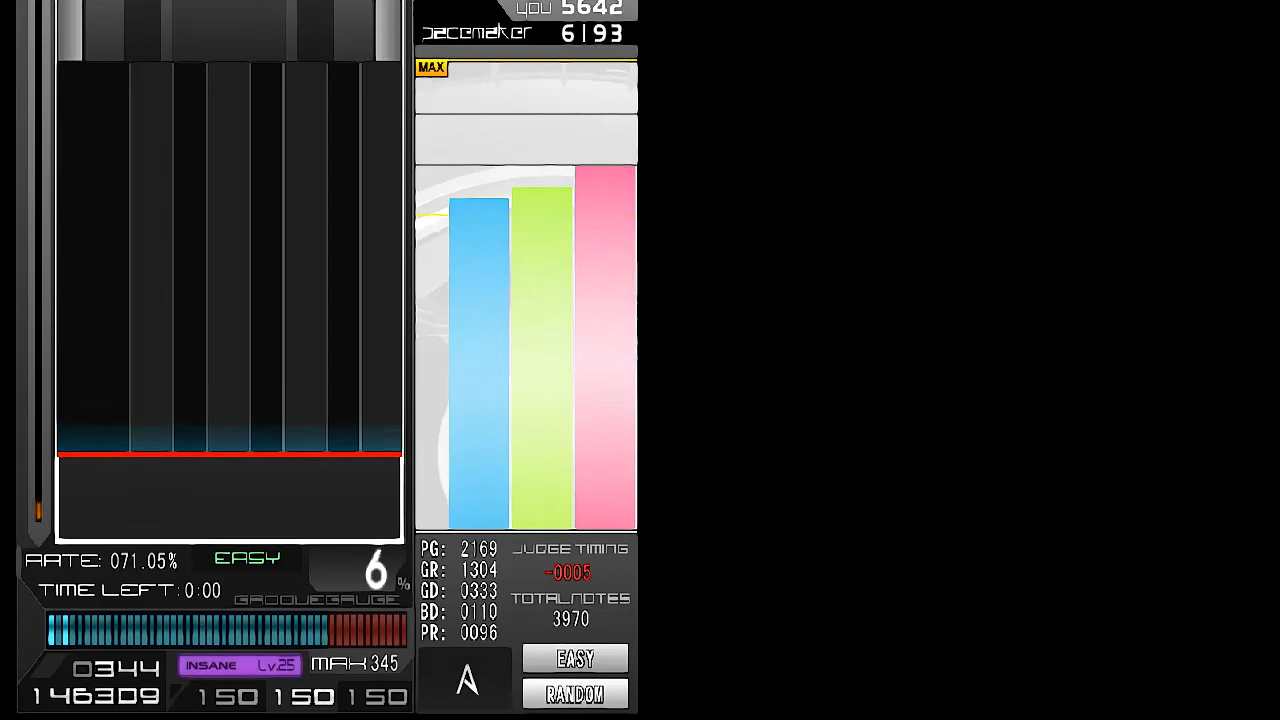 you 5642
pacemaker 6193
MAX
RATE: 071.05% EASY 6%
TIME LEFT: 0:00
GROOVEGAUGE
0344 INSANE Lv.25 MAX 345
146309 150 150 150
PG: 2169
GR: 1304
GD: 0333
BD: 0110
PR: 0096
JUDGE TIMING
-0005
TOTALNOTES
3970
A
EASY
RANDOM